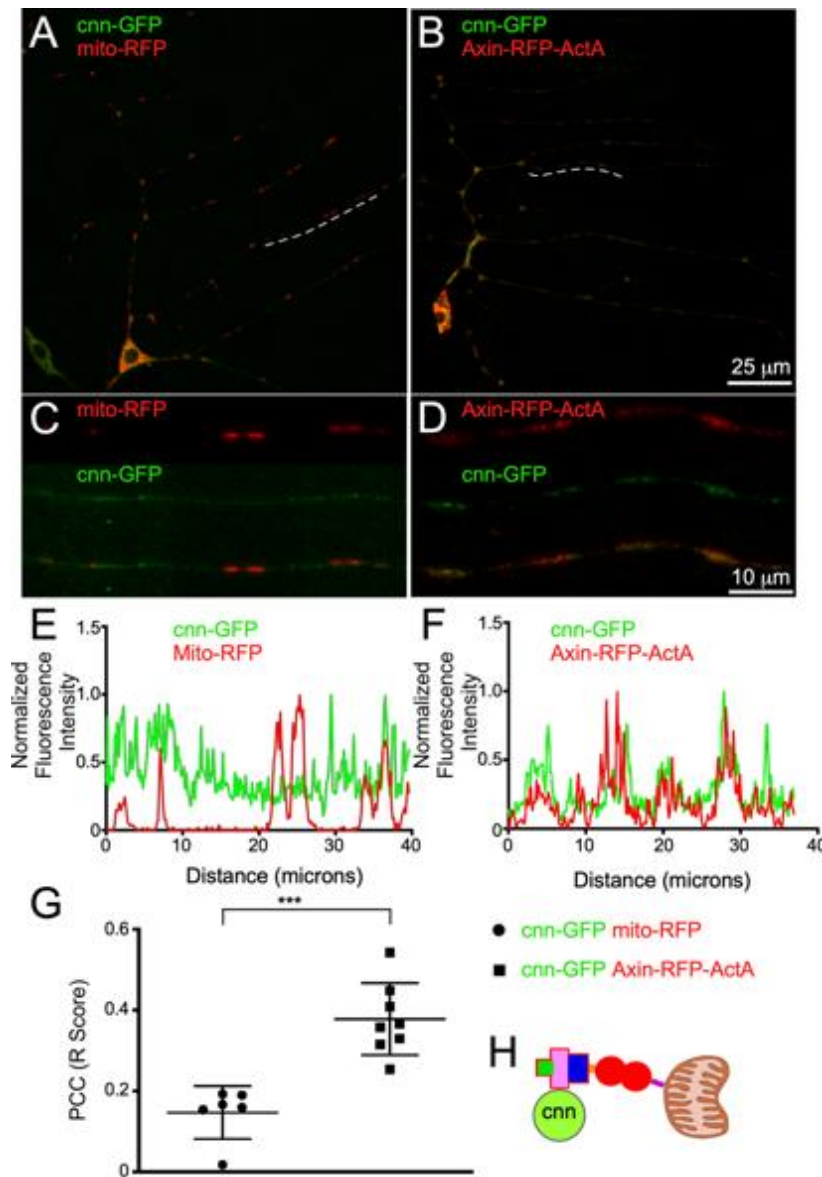 A
cnn-GFP
mito-RFP
B
cnn-GFP
Axin-RFP-ActA
25 μm
C
mito-RFP
cnn-GFP
D
Axin-RFP-ActA
cnn-GFP
10 μm
E
cnn-GFP
Mito-RFP
Normalized
Fluorescence
Intensity
1.5
1.0
0.5
0
0 10 20 30 40
Distance (microns)
F
cnn-GFP
Axin-RFP-ActA
Normalized
Fluorescence
Intensity
1.5
1.0
0.5
0
0 10 20 30 40
Distance (microns)
G
***
PCC (R Score)
0.6
0.4
0.2
0
cnn-GFP mito-RFP
cnn-GFP Axin-RFP-ActA
H
cnn